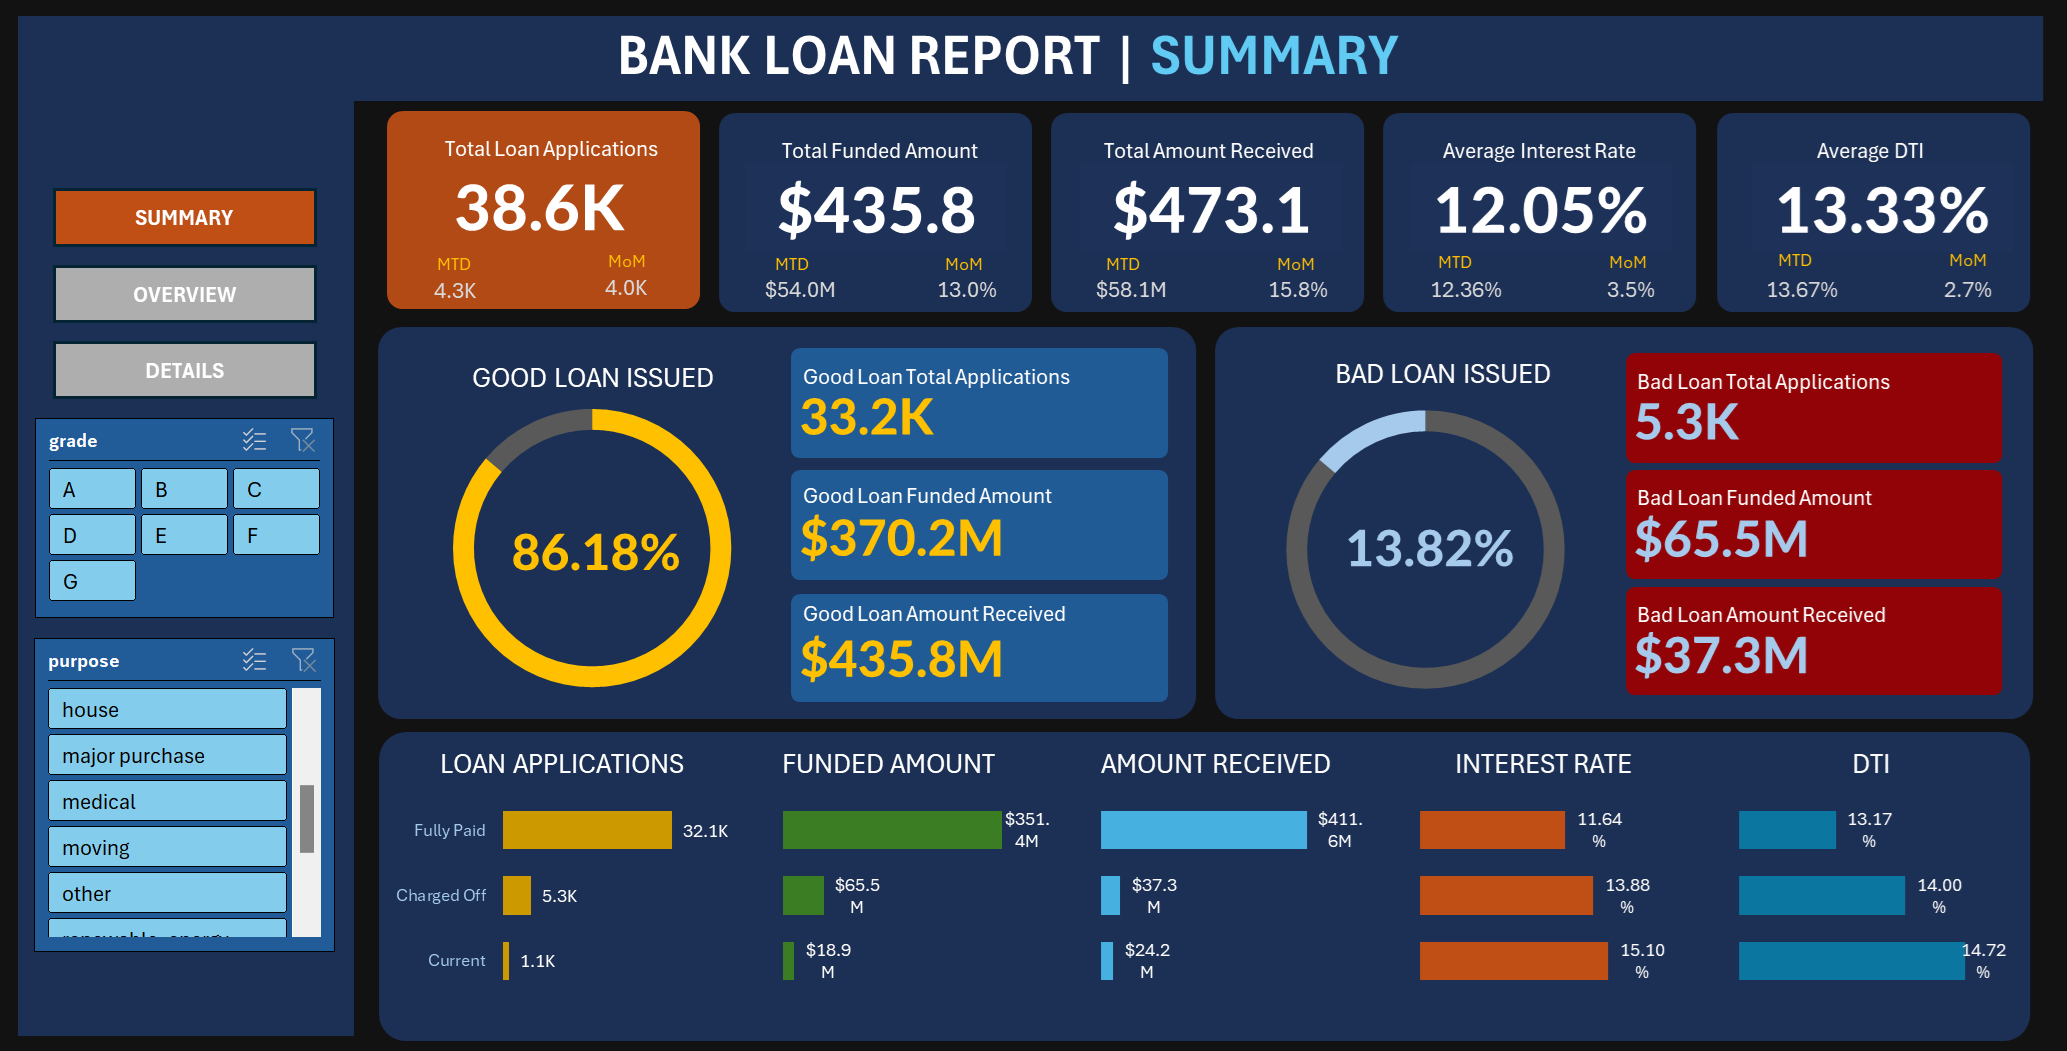 BANK LOAN REPORT | SUMMARY
SUMMARY
OVERVIEW
DETAILS
grade
A B C
D E F
G
purpose
house
major purchase
medical
moving
other
renewable_energy
Total Loan Applications
38.6K
MTD MoM
4.3K 4.0K
Total Funded Amount
$435.8
MTD MoM
$54.0M 13.0%
Total Amount Received
$473.1
MTD MoM
$58.1M 15.8%
Average Interest Rate
12.05%
MTD MoM
12.36% 3.5%
Average DTI
13.33%
MTD MoM
13.67% 2.7%
GOOD LOAN ISSUED
86.18%
Good Loan Total Applications
33.2K
Good Loan Funded Amount
$370.2M
Good Loan Amount Received
$435.8M
BAD LOAN ISSUED
13.82%
Bad Loan Total Applications
5.3K
Bad Loan Funded Amount
$65.5M
Bad Loan Amount Received
$37.3M
LOAN APPLICATIONS
Fully Paid 32.1K
Charged Off 5.3K
Current 1.1K
FUNDED AMOUNT
$351.
4M
$65.5
M
$18.9
M
AMOUNT RECEIVED
$411.
6M
$37.3
M
$24.2
M
INTEREST RATE
11.64
%
13.88
%
15.10
%
DTI
13.17
%
14.00
%
14.72
%